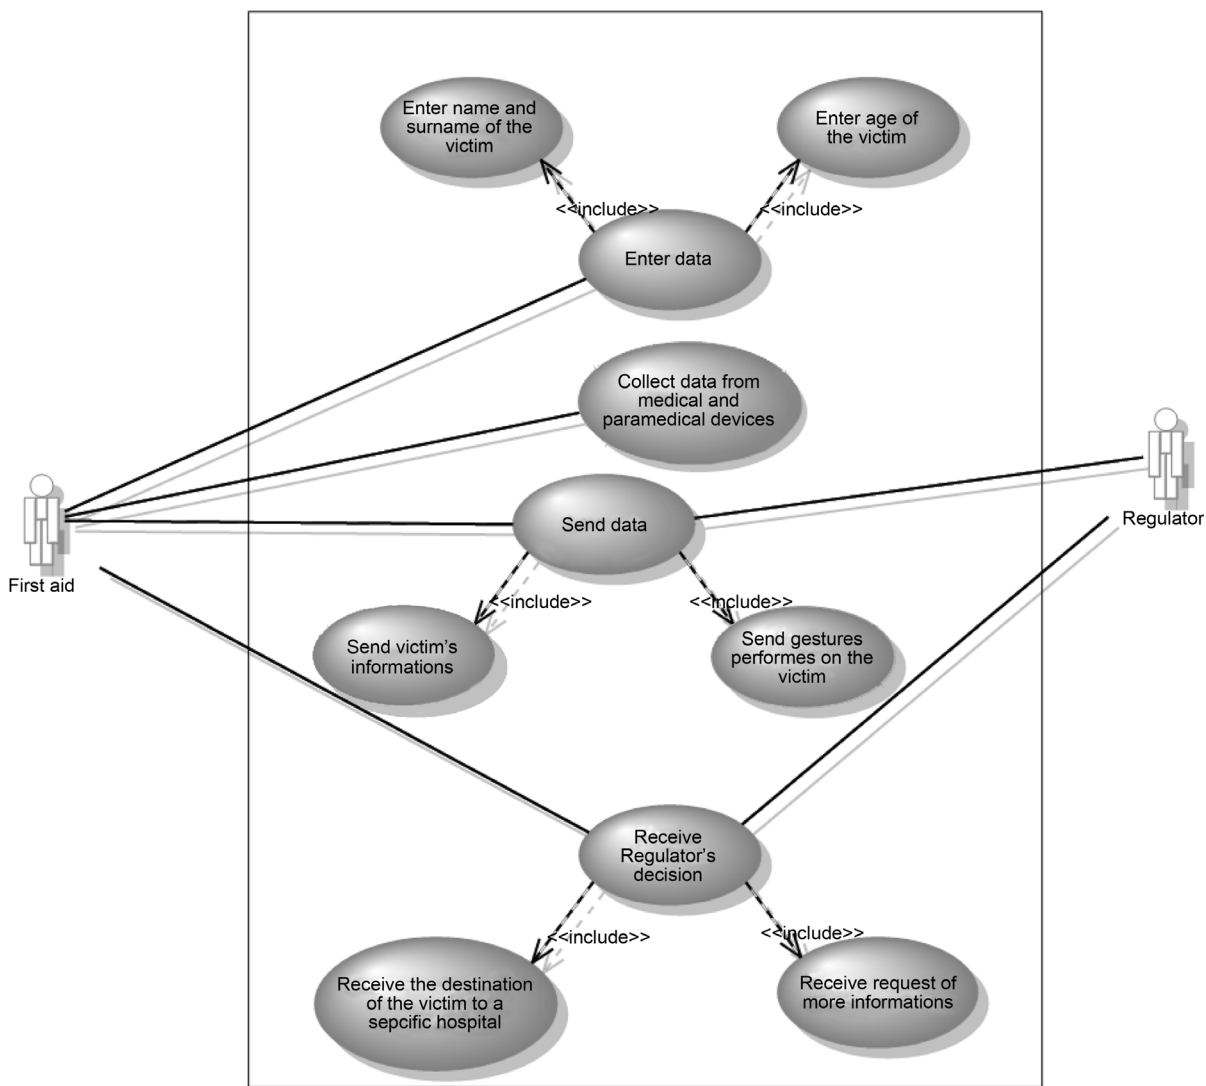 Enter name and
surname of the
victim
Enter age of
the victim
<<include>>
<<include>>
Enter data
Collect data from
medical and
paramedical devices
First aid
Regulator
Send data
<<include>>
<<include>>
Send victim's
informations
Send gestures
performes on the
victim
Receive
Regulator's
decision
<<include>>
<<include>>
Receive the destination
of the victim to a
sepcific hospital
Receive request of
more informations